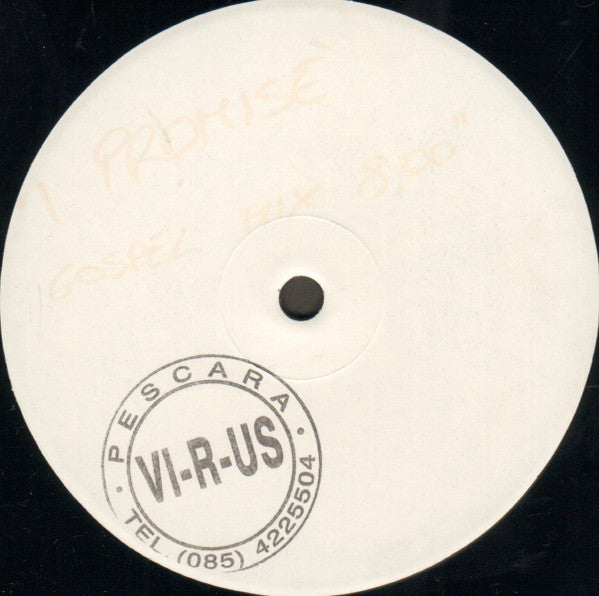 I PROMISE
GOSPEL MIX 8,00"
PESCARA
VI-R-US
TEL. (085) 4225504